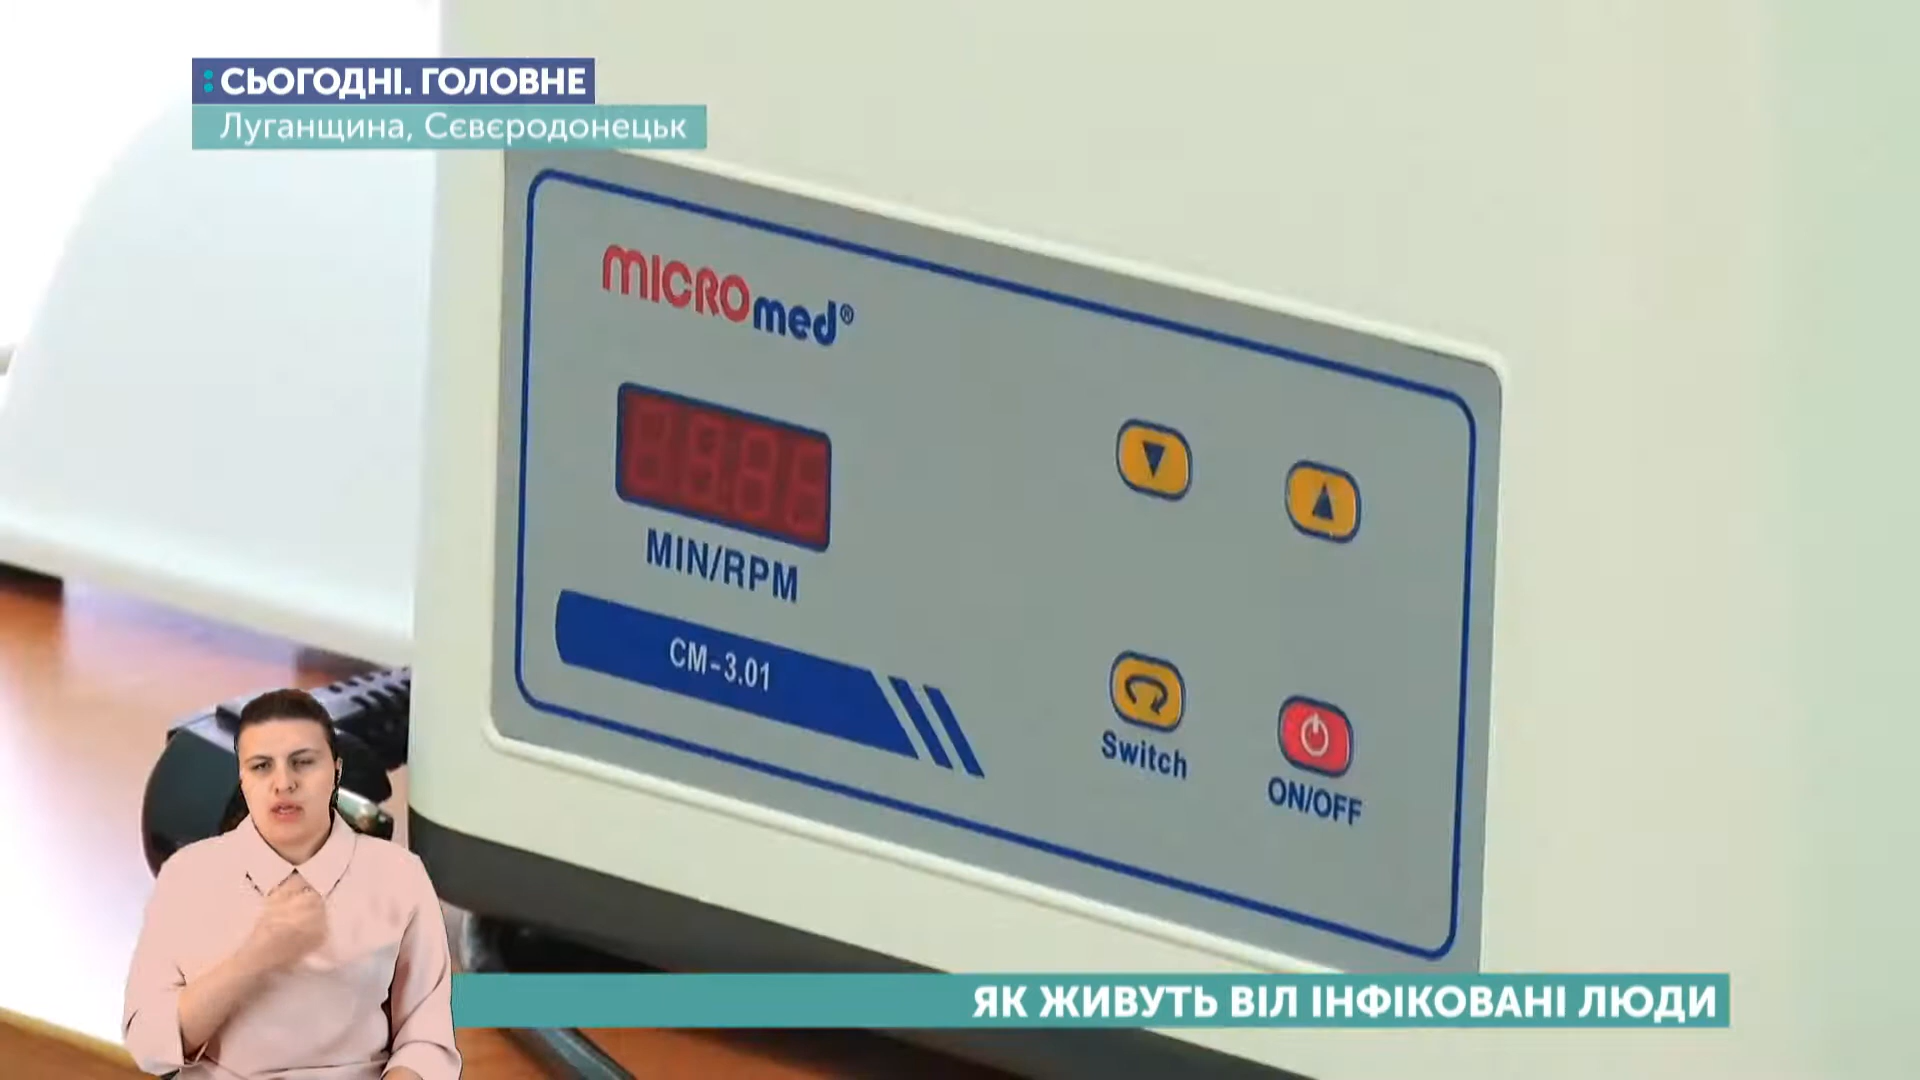 СЬОГОДНІ. ГОЛОВНЕ
Луганщина, Сєвєродонецьк
MICROmed®
MIN/RPM
CM-3.01
Switch
ON/OFF
ЯК ЖИВУТЬ ВІЛ ІНФІКОВАНІ ЛЮДИ